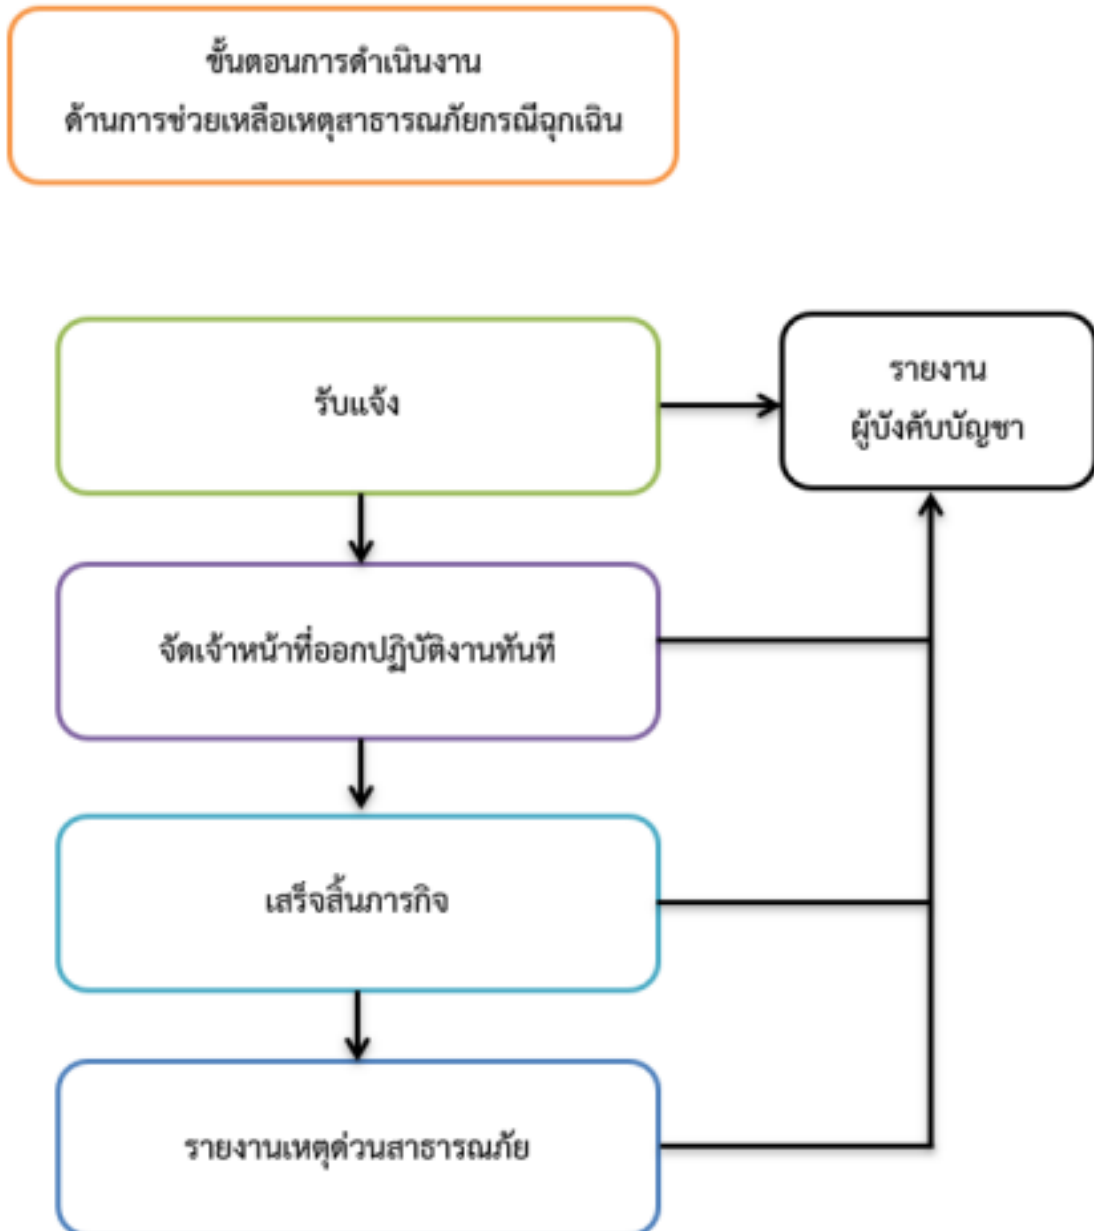 ขั้นตอนการดำเนินงาน
ด้านการช่วยเหลือเหตุสาธารณภัยกรณีฉุกเฉิน
รับแจ้ง
รายงาน
ผู้บังคับบัญชา
จัดเจ้าหน้าที่ออกปฏิบัติงานทันที
เสร็จสิ้นภารกิจ
รายงานเหตุด่วนสาธารณภัย